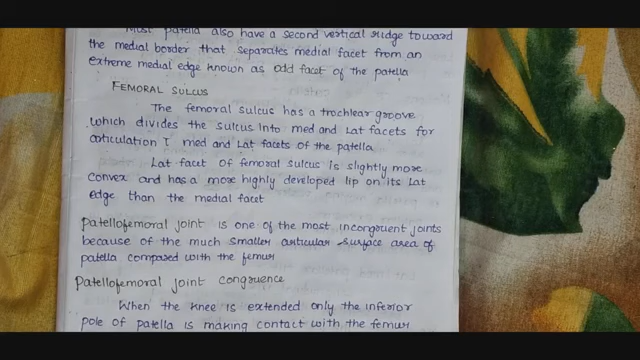 Most patella also have a second vertical ridge toward
the medial border that separates medial facet from an
extreme medial edge known as odd facet of the patella
FEMORAL SULCUS
The femoral sulcus has a trochlear groove
which divides the sulcus into med and Lat facets for
articulation c̄ med and Lat facets of the patella
Lat facet of femoral sulcus is slightly more
convex and has a more highly developed lip on its Lat
edge than the medial facet
patellofemoral joint is one of the most incongruent joints
because of the much smaller articular surface area of
patella compared with the femur
patellofemoral joint congruence
When the knee is extended only the inferior
pole of patella is making contact with the femur